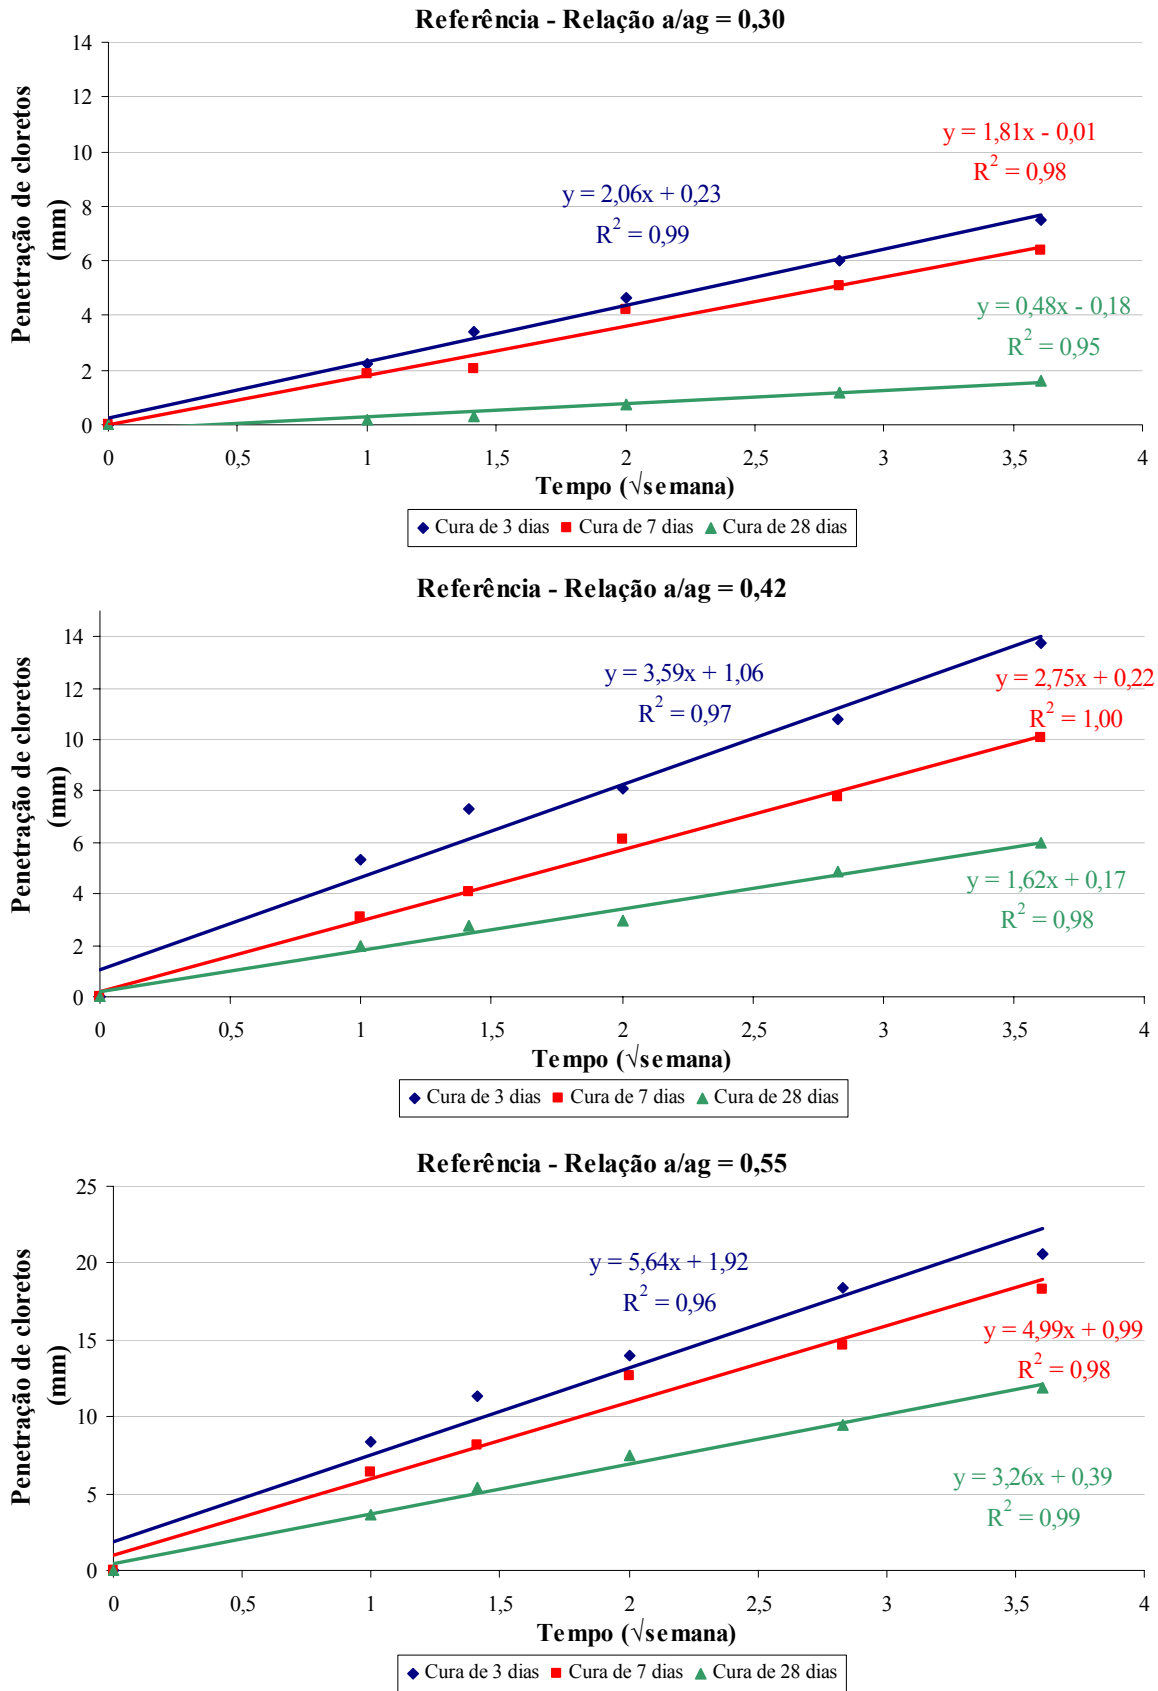 Referência - Relação a/ag = 0,30
Penetração de cloretos
(mm)
14
12
10
8
6
4
2
0
y = 2,06x + 0,23
R² = 0,99
y = 1,81x - 0,01
R² = 0,98
y = 0,48x - 0,18
R² = 0,95
0 0,5 1 1,5 2 2,5 3 3,5 4
Tempo (√semana)
Cura de 3 dias Cura de 7 dias Cura de 28 dias
Referência - Relação a/ag = 0,42
Penetração de cloretos
(mm)
14
12
10
8
6
4
2
0
y = 3,59x + 1,06
R² = 0,97
y = 2,75x + 0,22
R² = 1,00
y = 1,62x + 0,17
R² = 0,98
0 0,5 1 1,5 2 2,5 3 3,5 4
Tempo (√semana)
Cura de 3 dias Cura de 7 dias Cura de 28 dias
Referência - Relação a/ag = 0,55
Penetração de cloretos
(mm)
25
20
15
10
5
0
y = 5,64x + 1,92
R² = 0,96
y = 4,99x + 0,99
R² = 0,98
y = 3,26x + 0,39
R² = 0,99
0 0,5 1 1,5 2 2,5 3 3,5 4
Tempo (√semana)
Cura de 3 dias Cura de 7 dias Cura de 28 dias